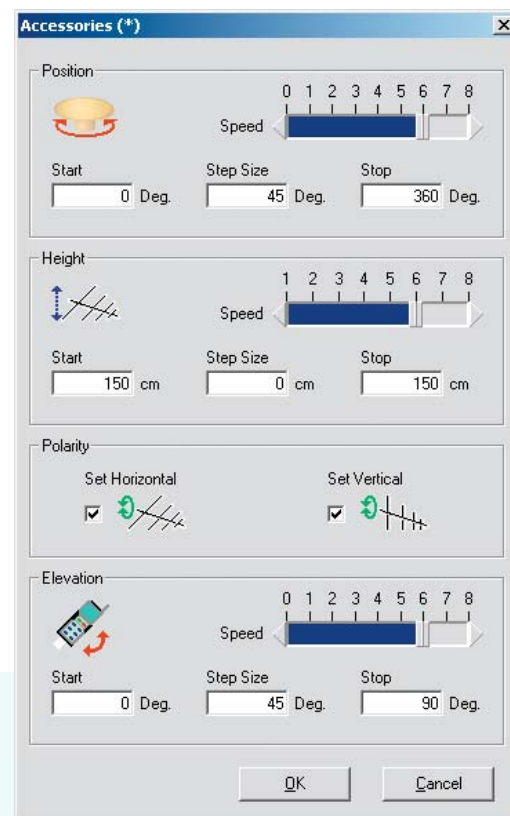 Accessories (*)
Position
0 1 2 3 4 5 6 7 8
Speed
Start Step Size Stop
0 Deg. 45 Deg. 360 Deg.
Height
1 2 3 4 5 6 7 8
Speed
Start Step Size Stop
150 cm 0 cm 150 cm
Polarity
Set Horizontal Set Vertical
Elevation
0 1 2 3 4 5 6 7 8
Speed
Start Step Size Stop
0 Deg. 45 Deg. 90 Deg.
OK Cancel